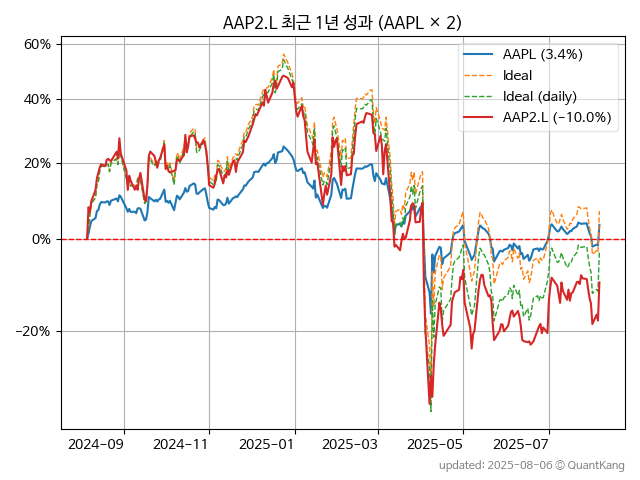 AAP2.L 최근 1년 성과 (AAPL × 2)
60%
40%
20%
0%
−20%
AAPL (3.4%)
Ideal
Ideal (daily)
AAP2.L (−10.0%)
2024−09
2024−11
2025−01
2025−03
2025−05
2025−07
updated: 2025-08-06 © QuantKang